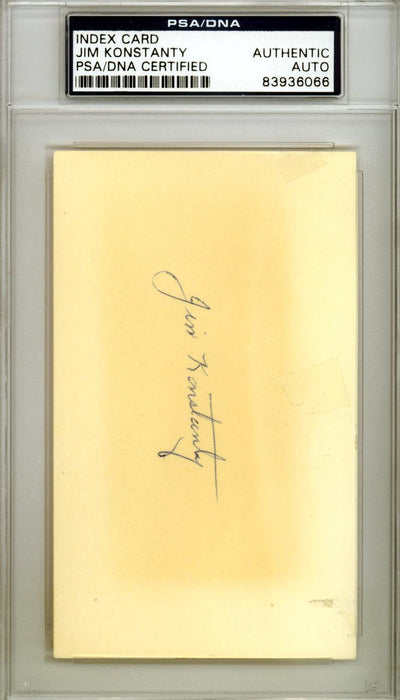 PSA/DNA
INDEX CARD
JIM KONSTANTY
PSA/DNA CERTIFIED
AUTHENTIC
AUTO
83936066
Jim Konstanty